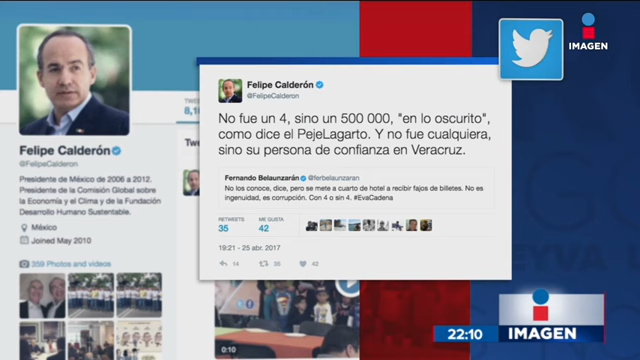 IMAGEN
Felipe Calderón
@FelipeCalderon
No fue un 4, sino un 500 000, "en lo oscurito",
como dice el PejeLagarto. Y no fue cualquiera,
sino su persona de confianza en Veracruz.
Fernando Belaunzarán @ferbelaunzaran
No los conoce, dice, pero se mete a cuarto de hotel a recibir fajos de billetes. No es
ingenuidad, es corrupción. Con 4 o sin 4. #EvaCadena
RETWEETS ME GUSTA
35 42
19:21 - 25 abr. 2017
14 36 42
Felipe Calderón
@FelipeCalderon
Presidente de México de 2006 a 2012.
Presidente de la Comisión Global sobre
la Economía y el Clima y de la Fundación
Desarrollo Humano Sustentable.
México
Joined May 2010
359 Photos and videos
0:10
22:10
IMAGEN